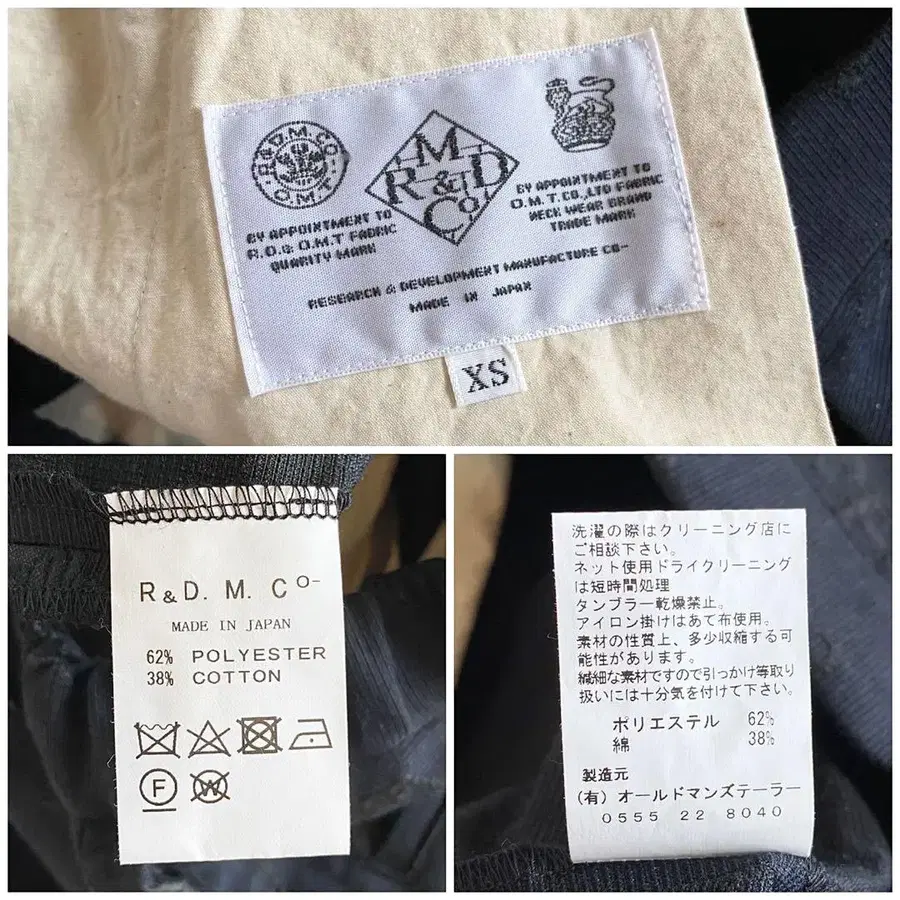 R.&D.M.CO
O.M.T.
BY APPOINTMENT TO
R.D.& O.M.T FABRIC
QUARITY MARK
M
R & D
Co
BY APPOINTMENT TO
O.M.T.CO.,LTD FABRIC
NECK WEAR BRAND
TRADE MARK
RESEARCH & DEVELOPMENT MANUFACTURE CO-
MADE IN JAPAN
XS
R&D.M.Co-
MADE IN JAPAN
62% POLYESTER
38% COTTON
F
W
洗濯の際はクリーニング店に
ご相談下さい。
ネット使用ドライクリーニング
は短時間処理
タンブラー乾燥禁止。
アイロン掛けはあて布使用。
素材の性質上、多少収縮する可
能性があります。
繊細な素材ですので引っかけ等取り
扱いには十分気を付けて下さい。
ポリエステル 62%
綿 38%
製造元
(有)オールドマンズテーラー
0555 22 8040